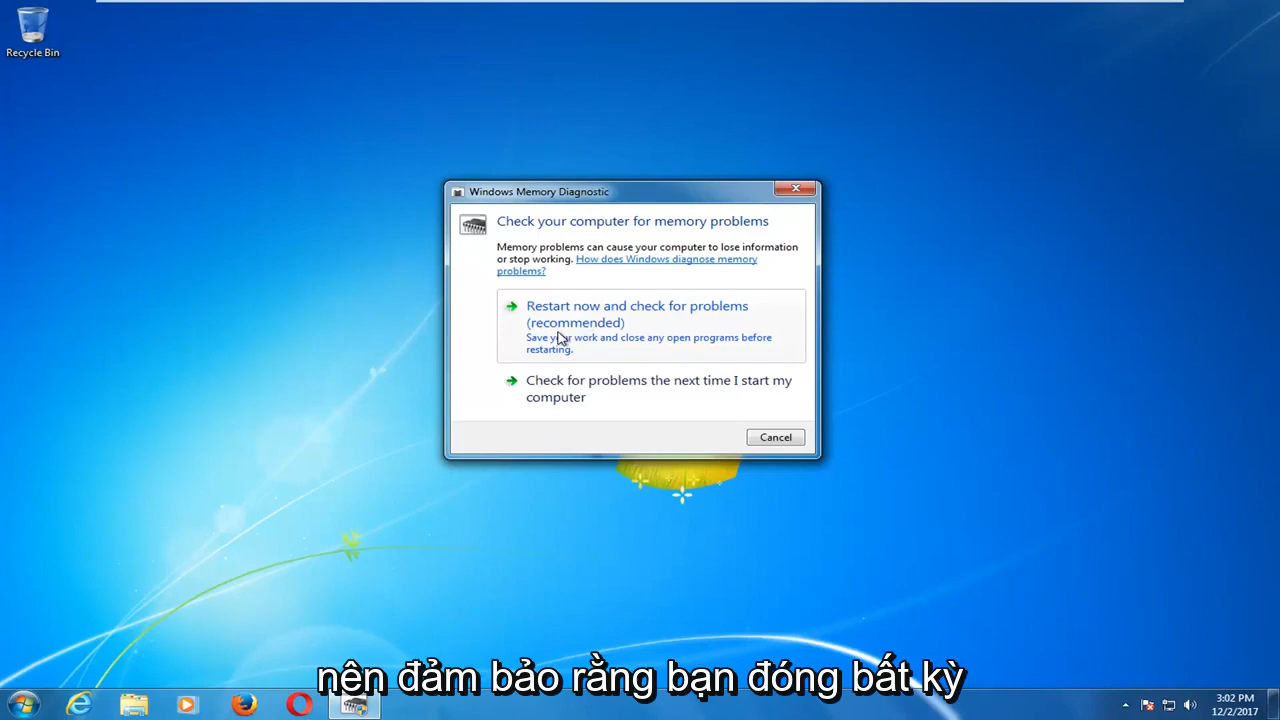 Recycle Bin
Windows Memory Diagnostic
Check your computer for memory problems
Memory problems can cause your computer to lose information
or stop working. How does Windows diagnose memory
problems?
Restart now and check for problems
(recommended)
Save your work and close any open programs before
restarting.
Check for problems the next time I start my
computer
Cancel
nên đảm bảo rằng bạn đóng bất kỳ
3:02 PM
12/2/2017